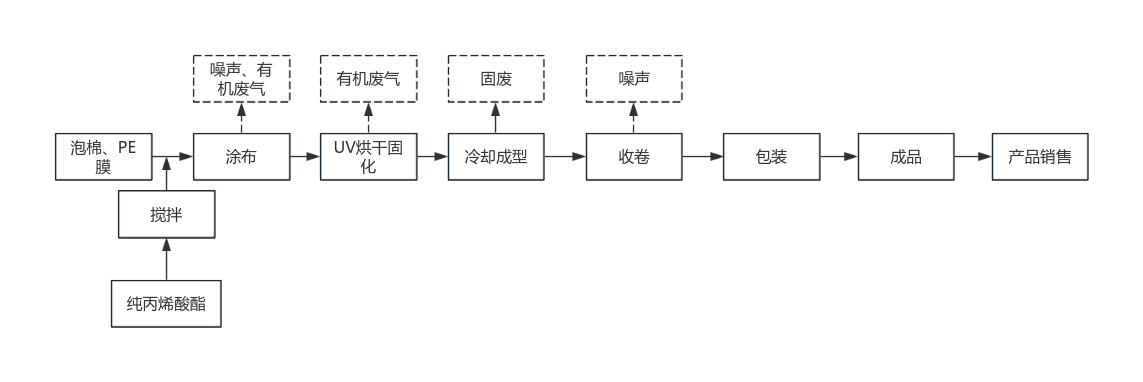 噪声、有
机废气
有机废气
固废
噪声
泡棉、PE
膜
涂布
UV烘干固
化
冷却成型
收卷
包装
成品
产品销售
搅拌
纯丙烯酸酯